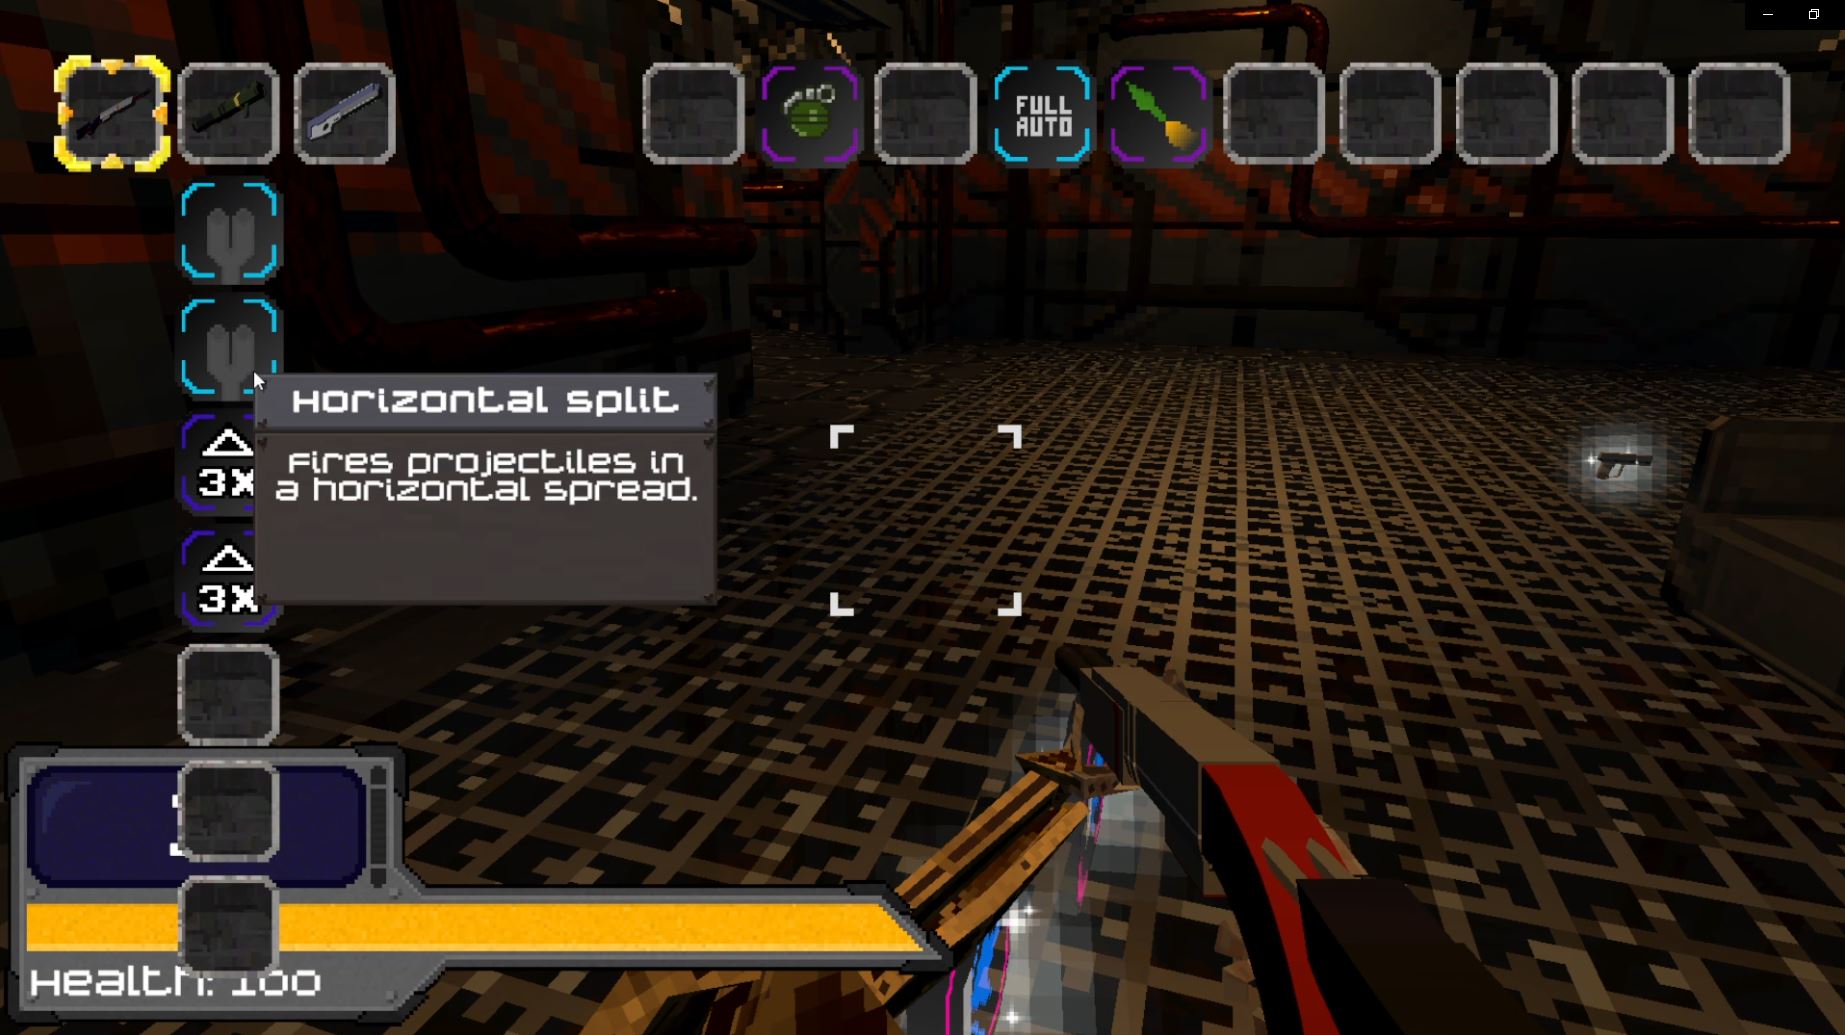 FULL
AUTO
Horizontal split
Fires projectiles in
a horizontal spread.
3X
3X
Health: 100